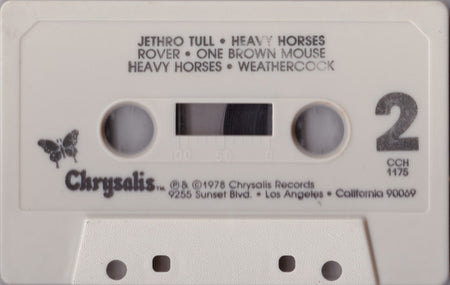 JETHRO TULL • HEAVY HORSES
ROVER • ONE BROWN MOUSE
HEAVY HORSES • WEATHERCOCK
2
CCH
1175
100 50 0
Chrysalis™ ℗ & © 1978 Chrysalis Records
9255 Sunset Blvd. • Los Angeles • California 90069